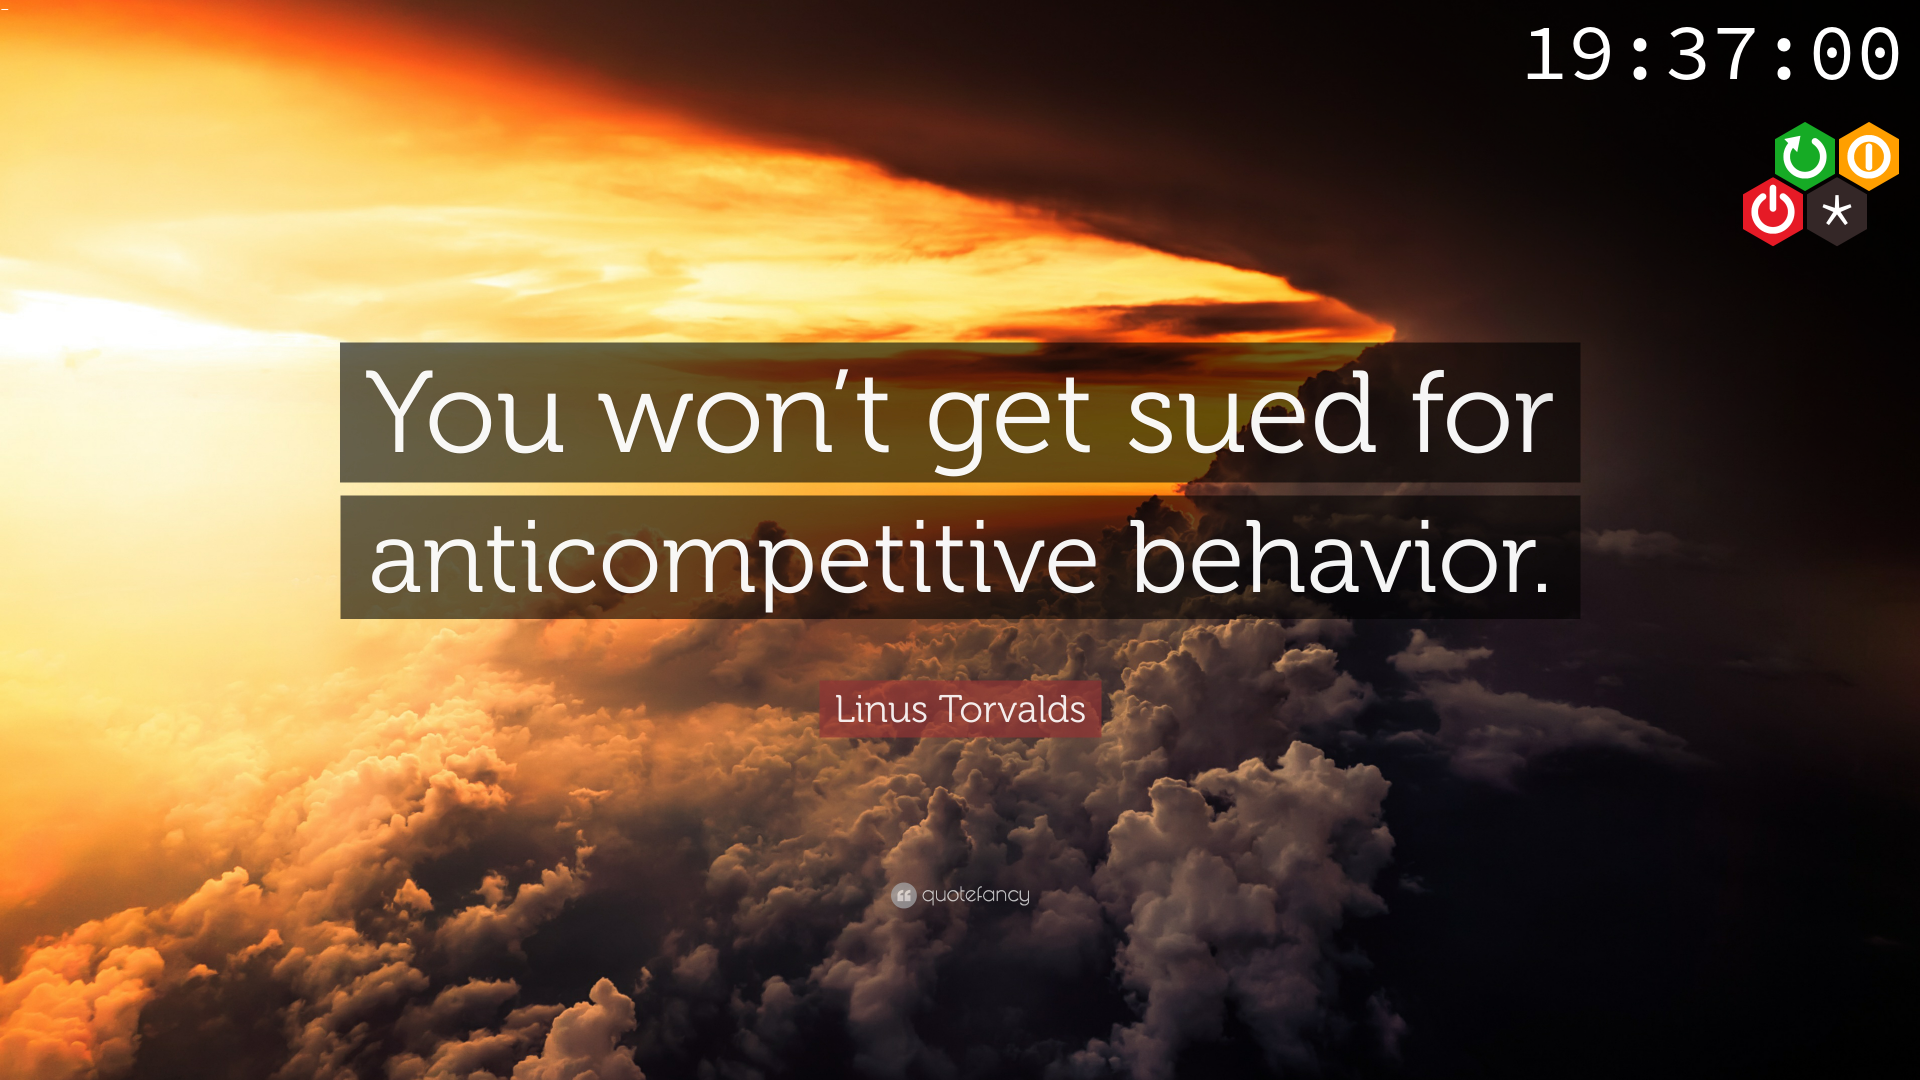 19:37:00
*
You won’t get sued for
anticompetitive behavior.
Linus Torvalds
quotefancy